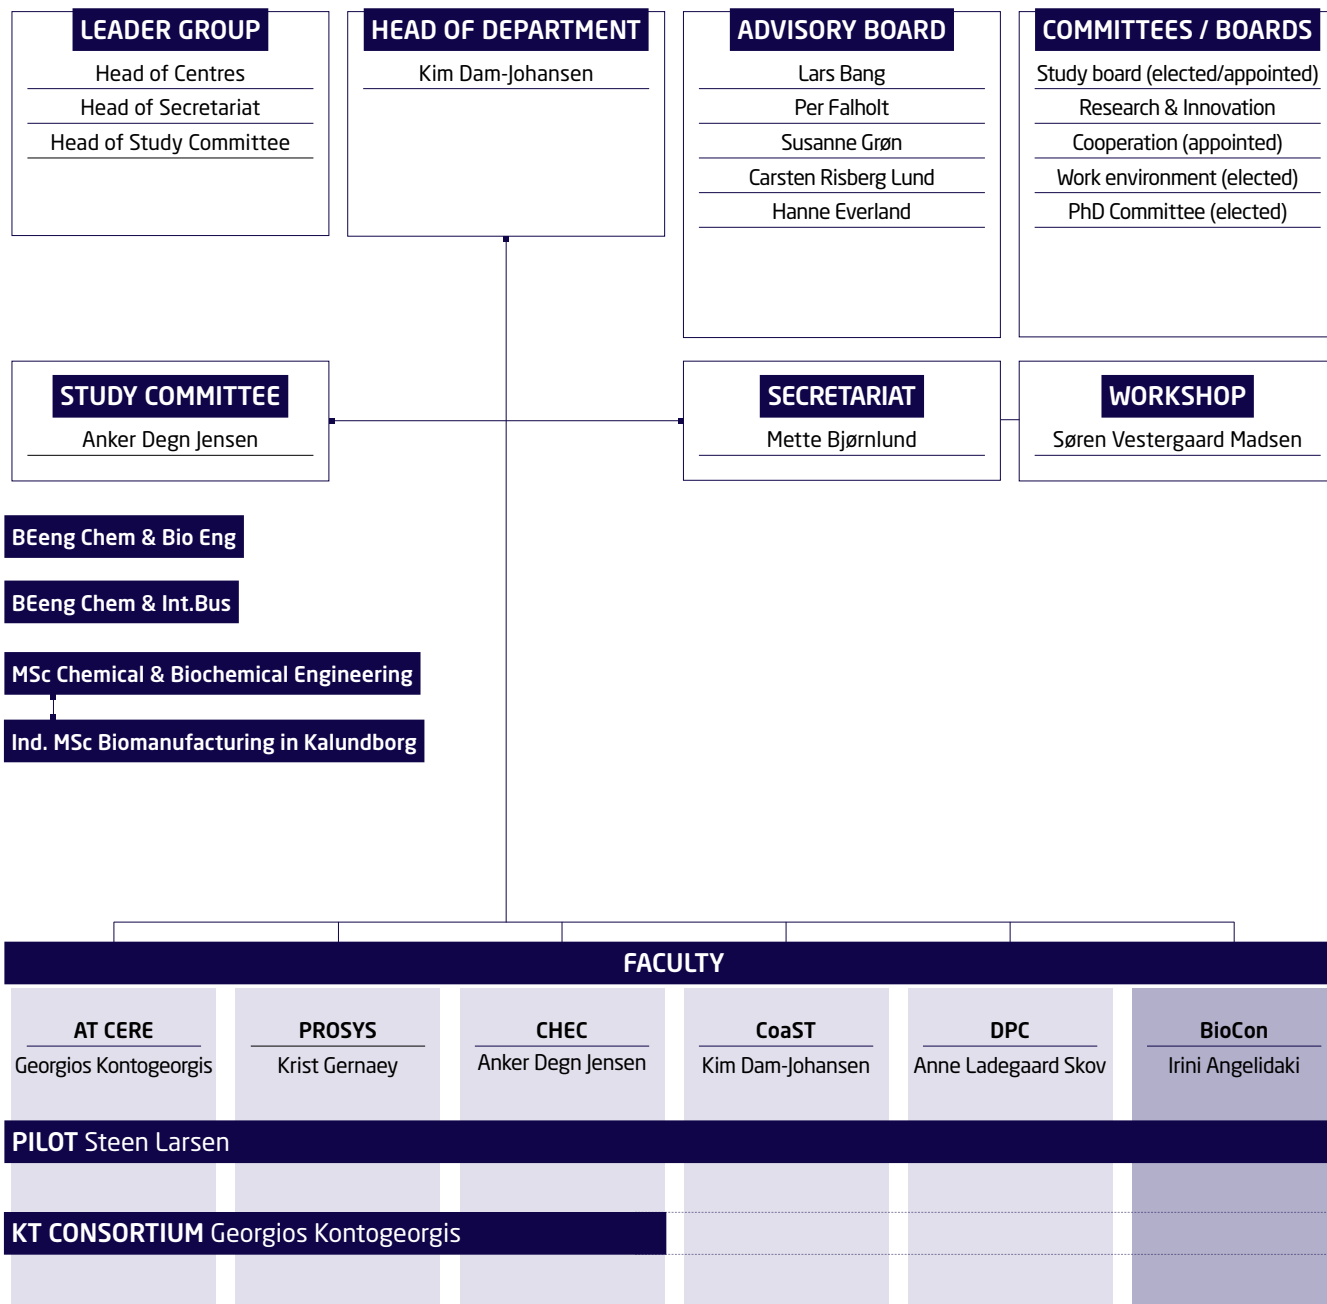 LEADER GROUP
Head of Centres
Head of Secretariat
Head of Study Committee
HEAD OF DEPARTMENT
Kim Dam-Johansen
ADVISORY BOARD
Lars Bang
Per Falholt
Susanne Grøn
Carsten Risberg Lund
Hanne Everland
COMMITTEES / BOARDS
Study board (elected/appointed)
Research & Innovation
Cooperation (appointed)
Work environment (elected)
PhD Committee (elected)
STUDY COMMITTEE
Anker Degn Jensen
SECRETARIAT
Mette Bjørnlund
WORKSHOP
Søren Vestergaard Madsen
BEeng Chem & Bio Eng
BEeng Chem & Int.Bus
MSc Chemical & Biochemical Engineering
Ind. MSc Biomanufacturing in Kalundborg
FACULTY
AT CERE
Georgios Kontogeorgis
PROSYS
Krist Gernaey
CHEC
Anker Degn Jensen
CoaST
Kim Dam-Johansen
DPC
Anne Ladegaard Skov
BioCon
Irini Angelidaki
PILOT Steen Larsen
KT CONSORTIUM Georgios Kontogeorgis